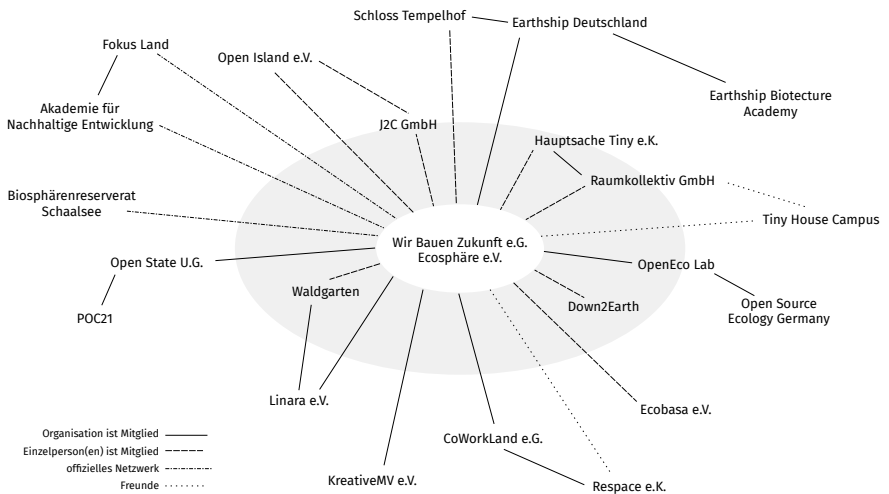 Schloss Tempelhof
Earthship Deutschland
Fokus Land
Open Island e.V.
Earthship Biotecture
Academy
Akademie für
Nachhaltige Entwicklung
J2C GmbH
Hauptsache Tiny e.K.
Raumkollektiv GmbH
Biosphärenreserverat
Schaalsee
Tiny House Campus
Wir Bauen Zukunft e.G.
Ecosphäre e.V.
Open State U.G.
OpenEco Lab
Waldgarten
Down2Earth
Open Source
Ecology Germany
POC21
Linara e.V.
Ecobasa e.V.
CoWorkLand e.G.
KreativeMV e.V.
Respace e.K.
Organisation ist Mitglied
Einzelperson(en) ist Mitglied
offizielles Netzwerk
Freunde